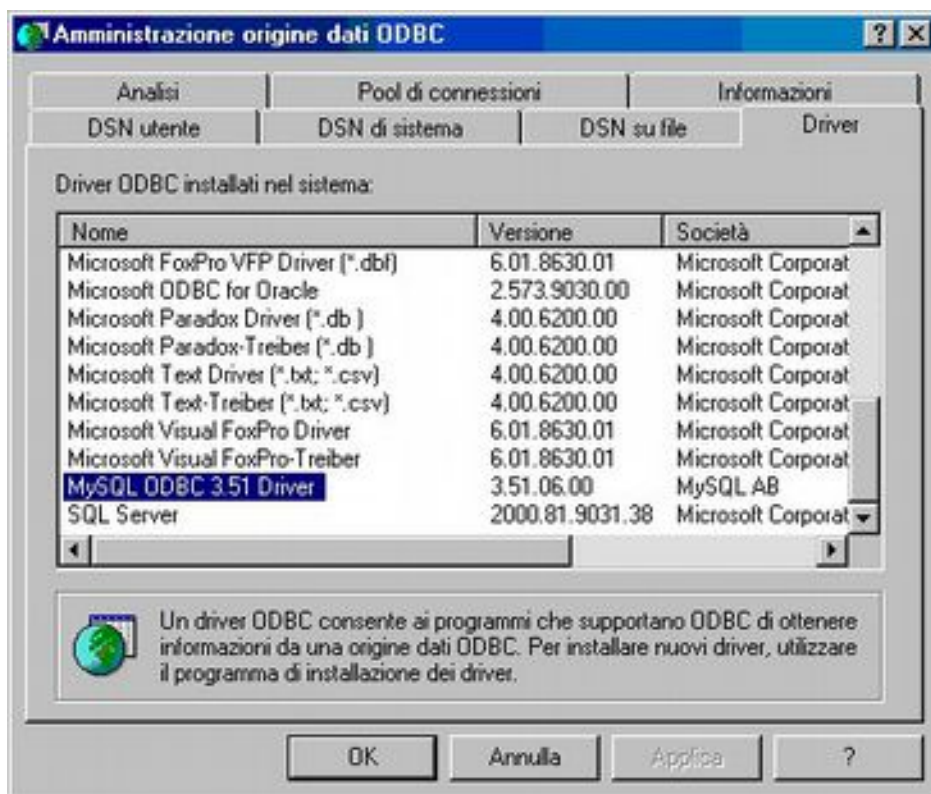 Amministrazione origine dati ODBC
Analisi Pool di connessioni Informazioni
DSN utente DSN di sistema DSN su file Driver
Driver ODBC installati nel sistema:
Nome Versione Società
Microsoft FoxPro VFP Driver (*.dbf) 6.01.8630.01 Microsoft Corporat
Microsoft ODBC for Oracle 2.573.9030.00 Microsoft Corporat
Microsoft Paradox Driver (*.db ) 4.00.6200.00 Microsoft Corporat
Microsoft Paradox-Treiber (*.db ) 4.00.6200.00 Microsoft Corporat
Microsoft Text Driver (*.txt; *.csv) 4.00.6200.00 Microsoft Corporat
Microsoft Text-Treiber (*.txt; *.csv) 4.00.6200.00 Microsoft Corporat
Microsoft Visual FoxPro Driver 6.01.8630.01 Microsoft Corporat
Microsoft Visual FoxPro-Treiber 6.01.8630.01 Microsoft Corporat
MySQL ODBC 3.51 Driver 3.51.06.00 MySQL AB
SQL Server 2000.81.9031.38 Microsoft Corporat
Un driver ODBC consente ai programmi che supportano ODBC di ottenere
informazioni da una origine dati ODBC. Per installare nuovi driver, utilizzare
il programma di installazione dei driver.
OK Annulla Applica ?